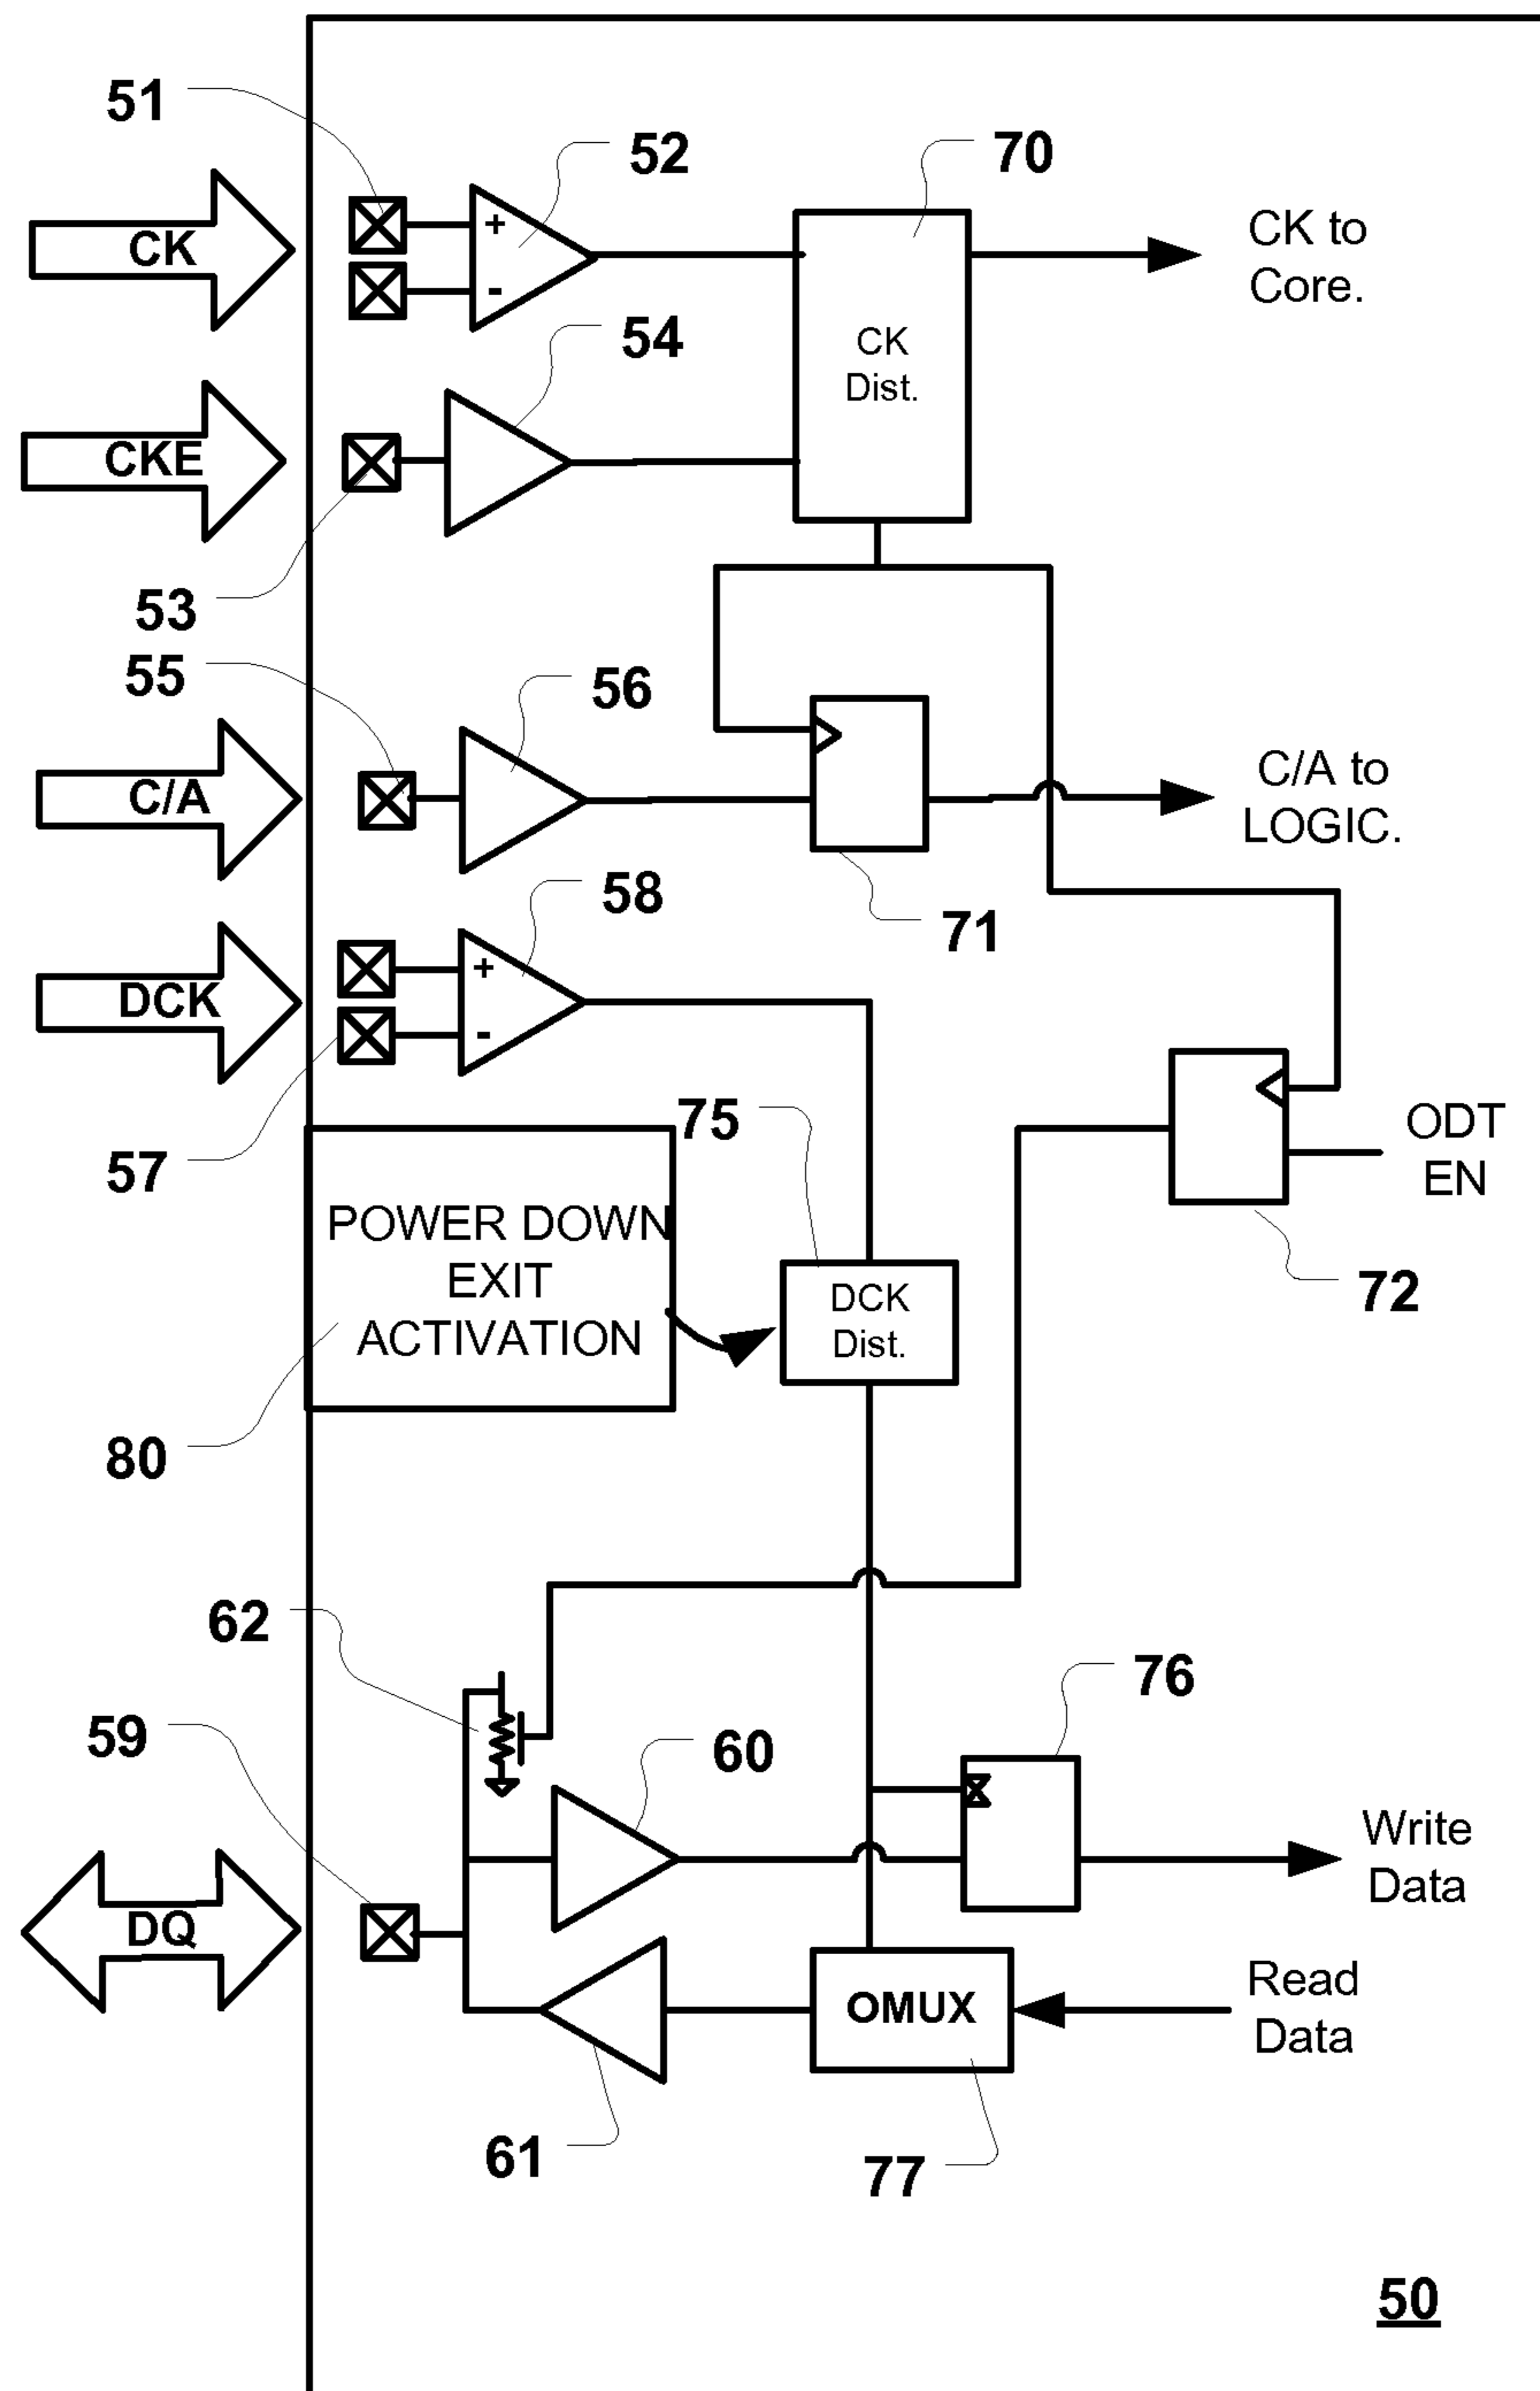 51
52
70
CK
+
-
CK to
Core.
CK
Dist.
54
CKE
53
55
56
C/A
C/A to
LOGIC.
71
58
DCK
+
-
57
75
ODT
EN
POWER DOWN
EXIT
ACTIVATION
DCK
Dist.
72
80
62
76
59
60
Write
Data
DQ
OMUX
Read
Data
61
77
50